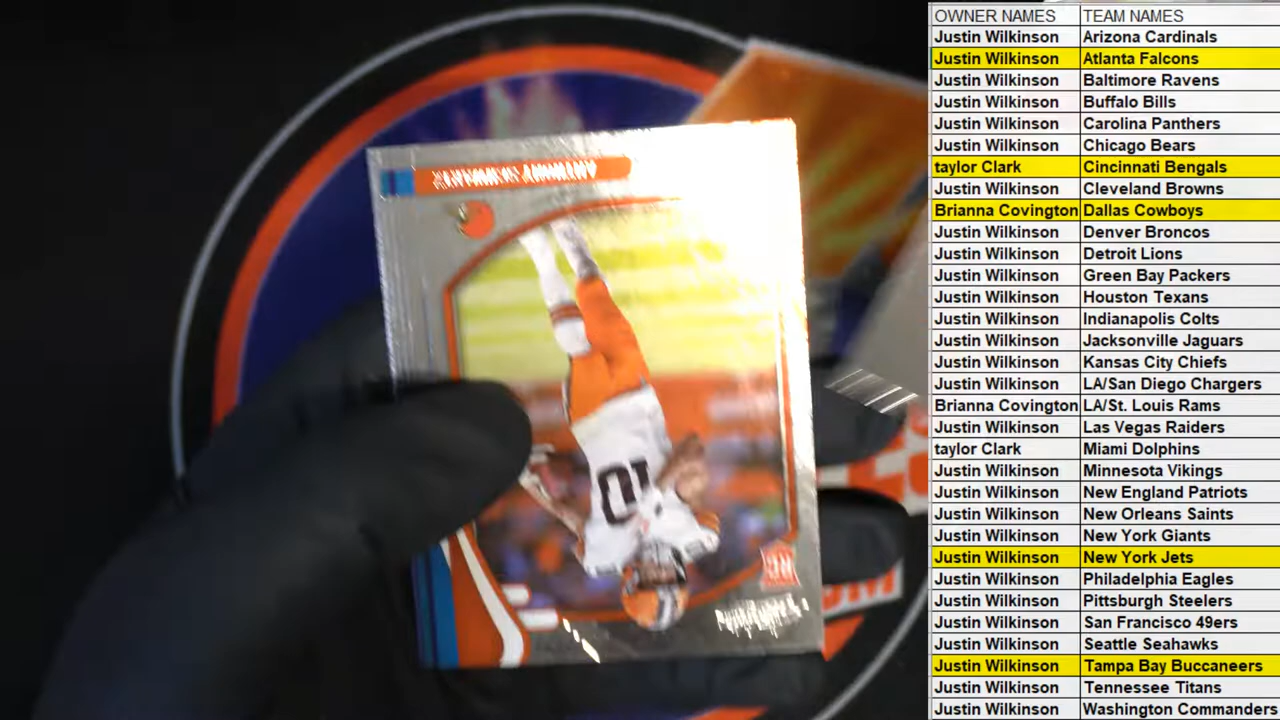 OWNER NAMES TEAM NAMES
Justin Wilkinson Arizona Cardinals
Justin Wilkinson Atlanta Falcons
Justin Wilkinson Baltimore Ravens
Justin Wilkinson Buffalo Bills
Justin Wilkinson Carolina Panthers
Justin Wilkinson Chicago Bears
taylor Clark Cincinnati Bengals
Justin Wilkinson Cleveland Browns
Brianna Covington Dallas Cowboys
Justin Wilkinson Denver Broncos
Justin Wilkinson Detroit Lions
Justin Wilkinson Green Bay Packers
Justin Wilkinson Houston Texans
Justin Wilkinson Indianapolis Colts
Justin Wilkinson Jacksonville Jaguars
Justin Wilkinson Kansas City Chiefs
Justin Wilkinson LA/San Diego Chargers
Brianna Covington LA/St. Louis Rams
Justin Wilkinson Las Vegas Raiders
taylor Clark Miami Dolphins
Justin Wilkinson Minnesota Vikings
Justin Wilkinson New England Patriots
Justin Wilkinson New Orleans Saints
Justin Wilkinson New York Giants
Justin Wilkinson New York Jets
Justin Wilkinson Philadelphia Eagles
Justin Wilkinson Pittsburgh Steelers
Justin Wilkinson San Francisco 49ers
Justin Wilkinson Seattle Seahawks
Justin Wilkinson Tampa Bay Buccaneers
Justin Wilkinson Tennessee Titans
Justin Wilkinson Washington Commanders
10